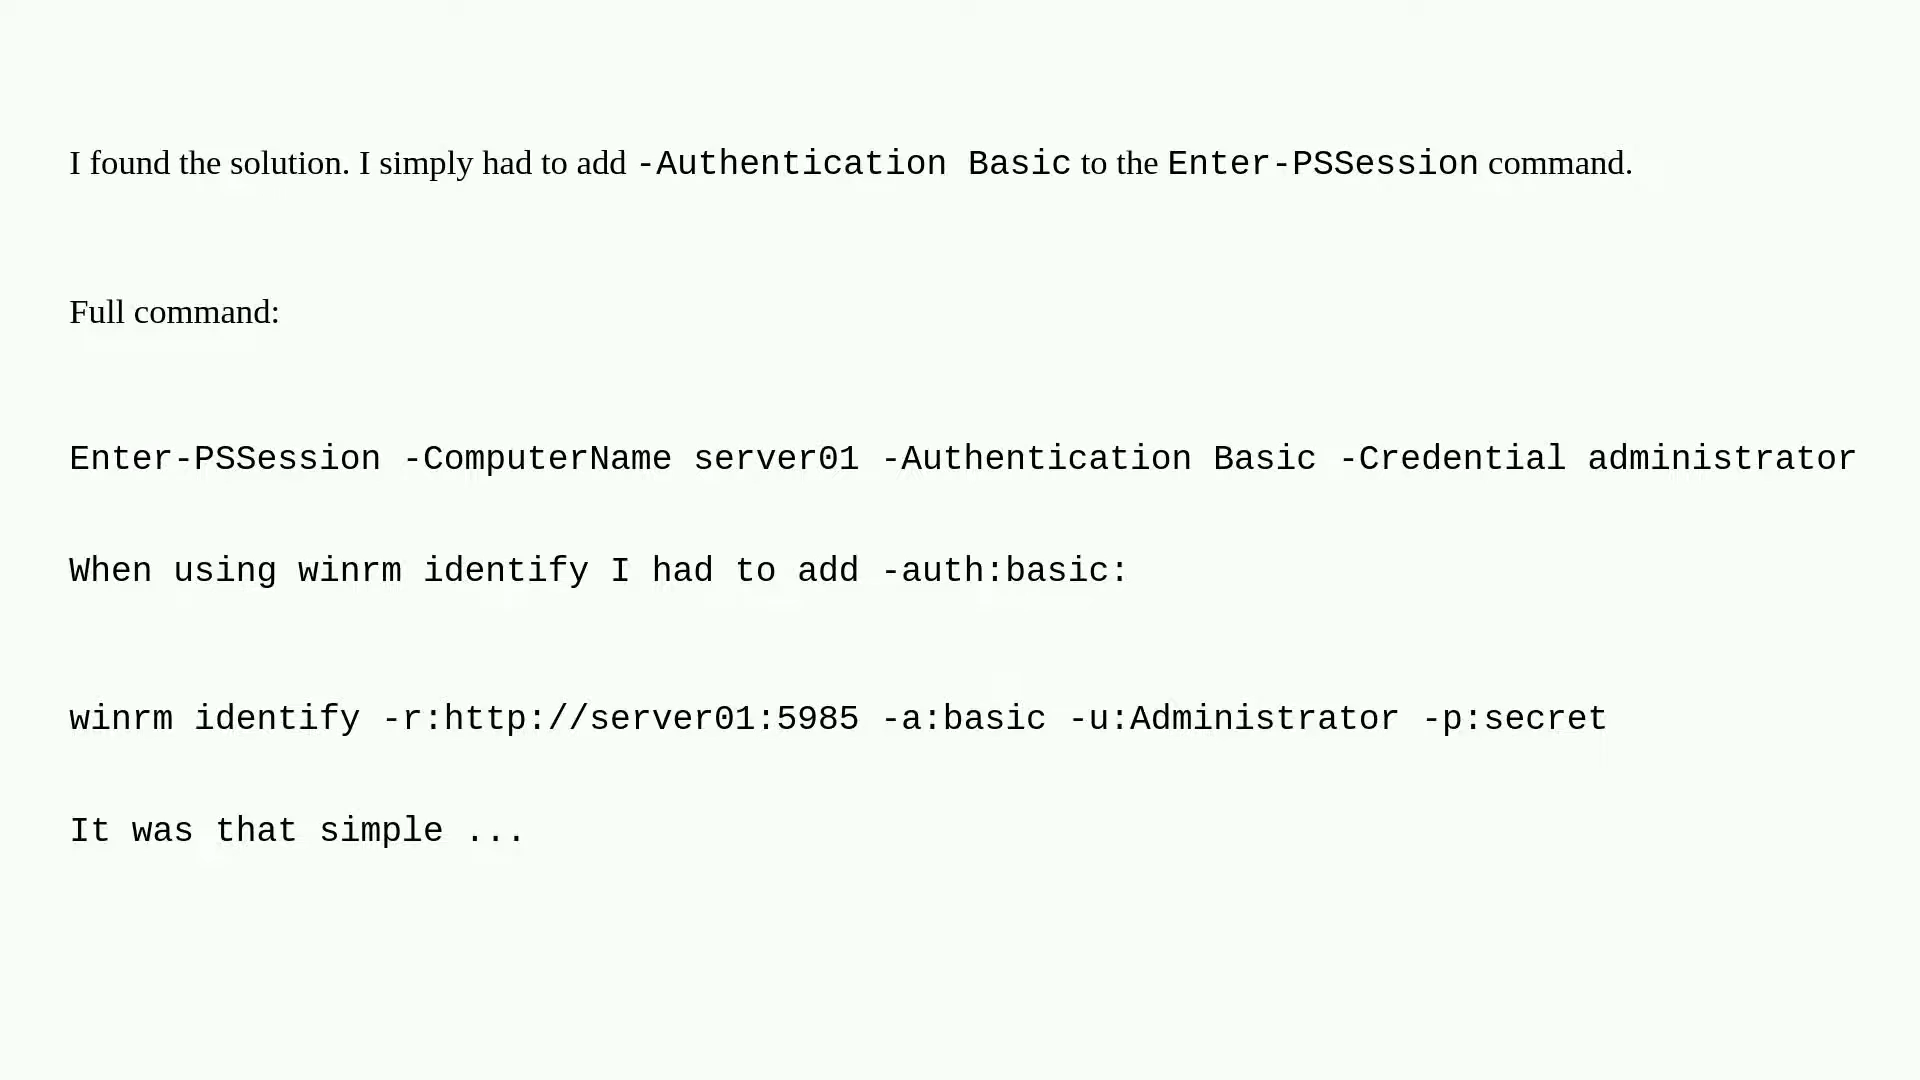 I found the solution. I simply had to add -Authentication Basic to the Enter-PSSession command.
Full command:
Enter-PSSession -ComputerName server01 -Authentication Basic -Credential administrator
When using winrm identify I had to add -auth:basic:
winrm identify -r:http://server01:5985 -a:basic -u:Administrator -p:secret
It was that simple ...